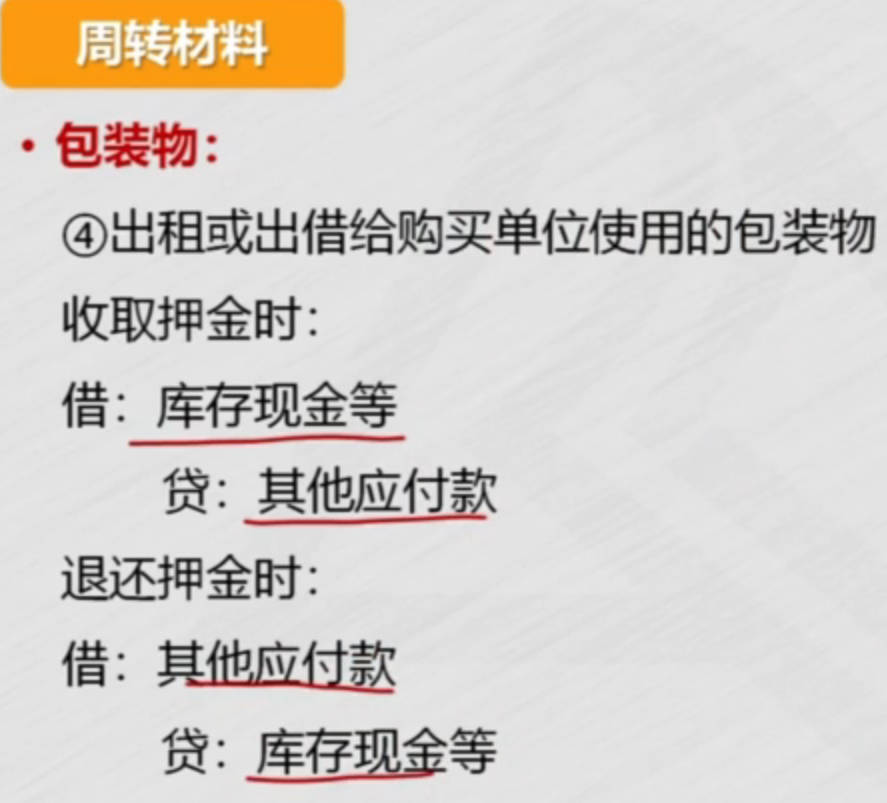 周转材料
• 包装物：
④出租或出借给购买单位使用的包装物
收取押金时：
借：库存现金等
贷：其他应付款
退还押金时：
借：其他应付款
贷：库存现金等